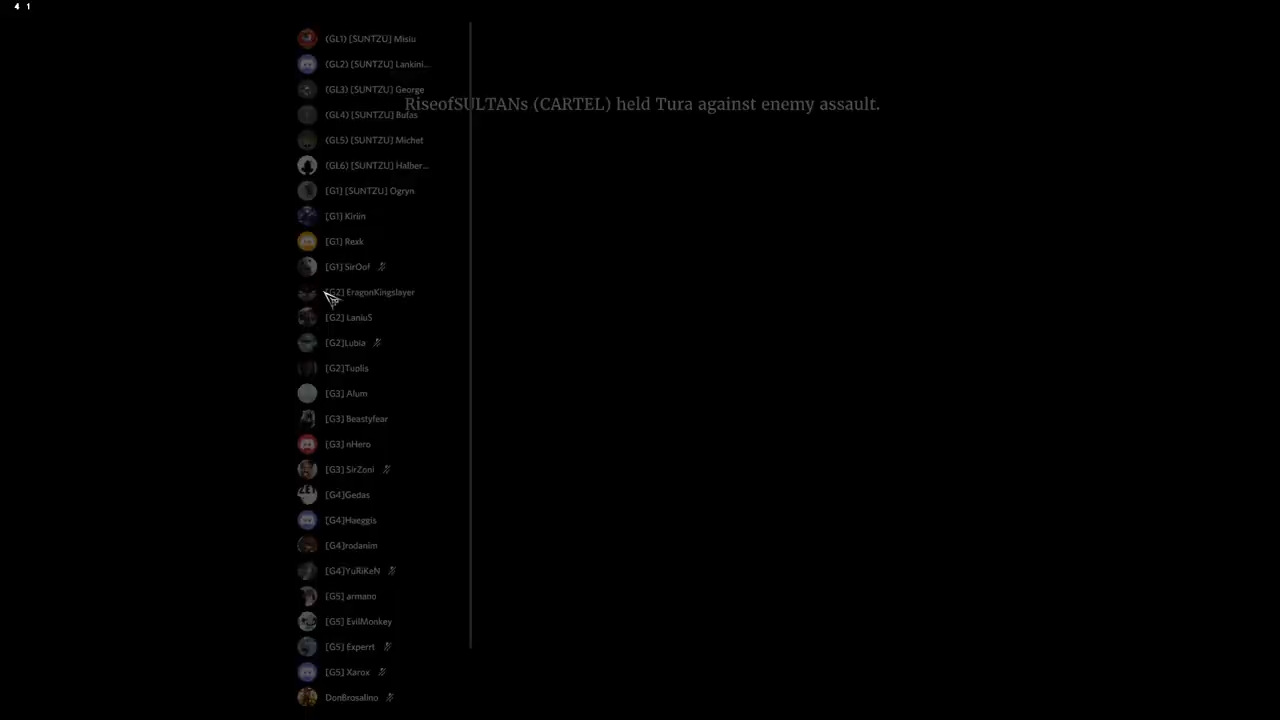 4 1
(GL1) [SUNTZU] Misiu
(GL2) [SUNTZU] Lankini...
(GL3) [SUNTZU] George
RiseofSULTANs (CARTEL) held Tura against enemy assault.
(GL4) [SUNTZU] Bufas
(GL5) [SUNTZU] Michet
(GL6) [SUNTZU] Halber...
[G1] [SUNTZU] Ogryn
[G1] Kiriin
[G1] Rexk
[G1] SirOof
[G2] EragonKingslayer
[G2] LaniuS
[G2]Lubia
[G2]Tuplis
[G3] Alum
[G3] Beastyfear
[G3] nHero
[G3] SirZoni
[G4]Gedas
[G4]Haeggis
[G4]rodanim
[G4]YuRiKeN
[G5] armano
[G5] EvilMonkey
[G5] Experrt
[G5] Xarox
DonBrosalino